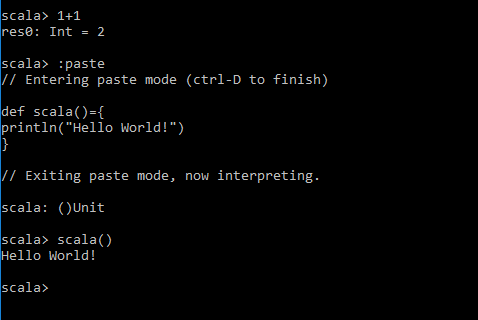 scala> 1+1
res0: Int = 2
scala> :paste
// Entering paste mode (ctrl-D to finish)
def scala()={
println("Hello World!")
}
// Exiting paste mode, now interpreting.
scala: ()Unit
scala> scala()
Hello World!
scala>